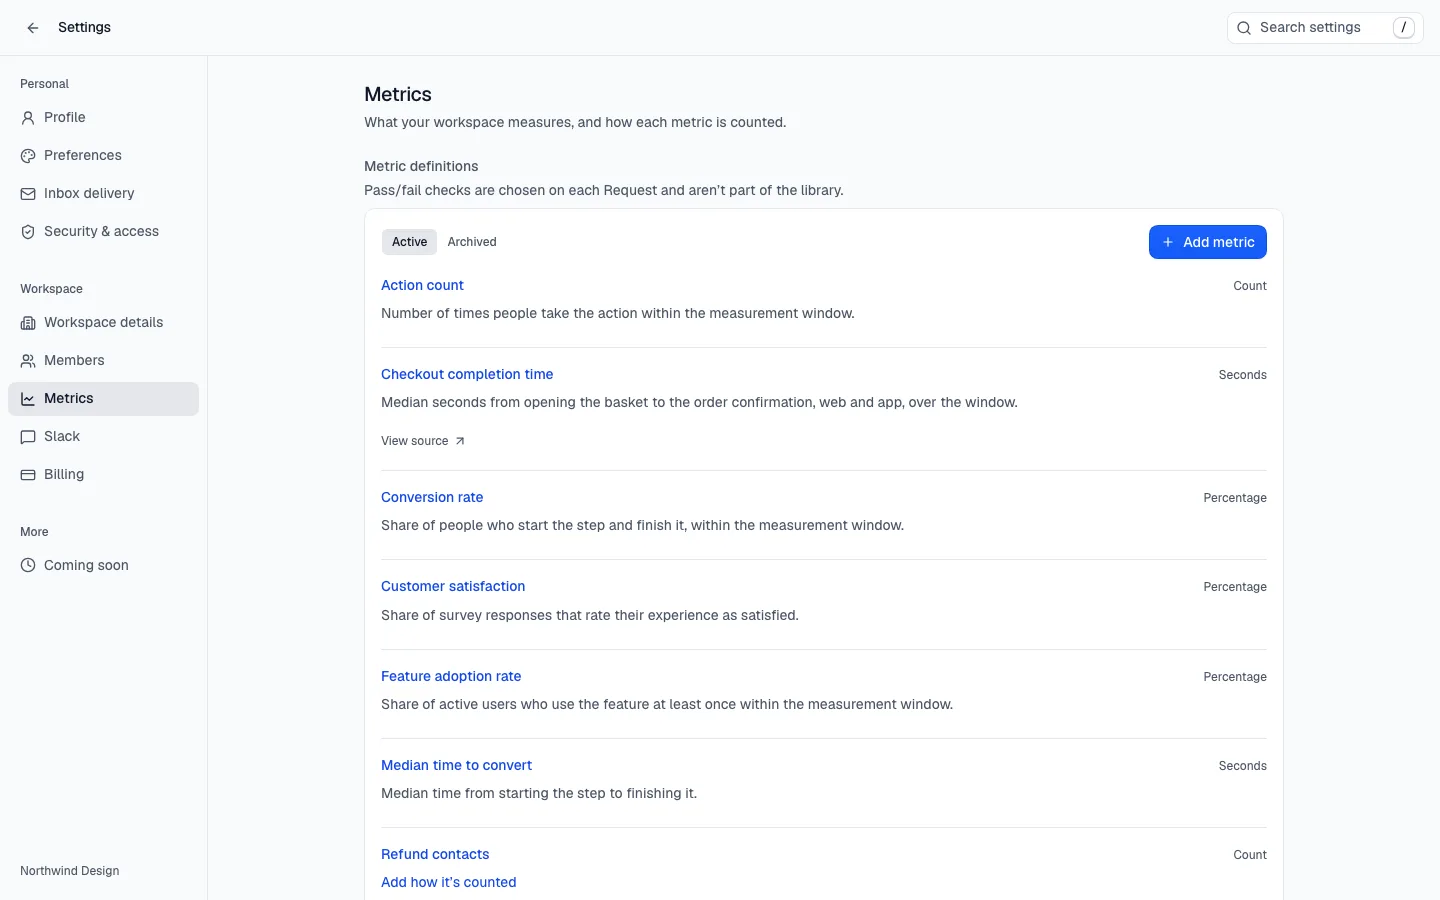 Settings
Search settings
/
Personal
Profile
Preferences
Inbox delivery
Security & access
Workspace
Workspace details
Members
Metrics
Slack
Billing
More
Coming soon
Northwind Design
Metrics
What your workspace measures, and how each metric is counted.
Metric definitions
Pass/fail checks are chosen on each Request and aren’t part of the library.
Active
Archived
Add metric
Action count
Count
Number of times people take the action within the measurement window.
Checkout completion time
Seconds
Median seconds from opening the basket to the order confirmation, web and app, over the window.
View source
Conversion rate
Percentage
Share of people who start the step and finish it, within the measurement window.
Customer satisfaction
Percentage
Share of survey responses that rate their experience as satisfied.
Feature adoption rate
Percentage
Share of active users who use the feature at least once within the measurement window.
Median time to convert
Seconds
Median time from starting the step to finishing it.
Refund contacts
Count
Add how it’s counted